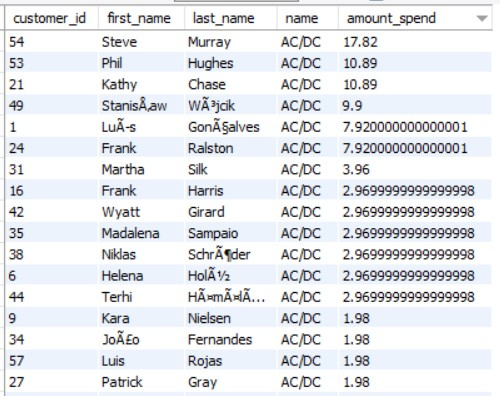 customer_id first_name last_name name amount_spend
54 Steve Murray AC/DC 17.82
53 Phil Hughes AC/DC 10.89
21 Kathy Chase AC/DC 10.89
49 StanisÅ‚aw WÃ³jcik AC/DC 9.9
1 LuÃ-s GonÃ§alves AC/DC 7.920000000000001
24 Frank Ralston AC/DC 7.920000000000001
31 Martha Silk AC/DC 3.96
16 Frank Harris AC/DC 2.9699999999999998
42 Wyatt Girard AC/DC 2.9699999999999998
35 Madalena Sampaio AC/DC 2.9699999999999998
38 Niklas SchrÃ¶der AC/DC 2.9699999999999998
6 Helena HolÃ½ AC/DC 2.9699999999999998
44 Terhi HÃ¤mÃ¤lÃ... AC/DC 2.9699999999999998
9 Kara Nielsen AC/DC 1.98
34 JoÃ£o Fernandes AC/DC 1.98
57 Luis Rojas AC/DC 1.98
27 Patrick Gray AC/DC 1.98